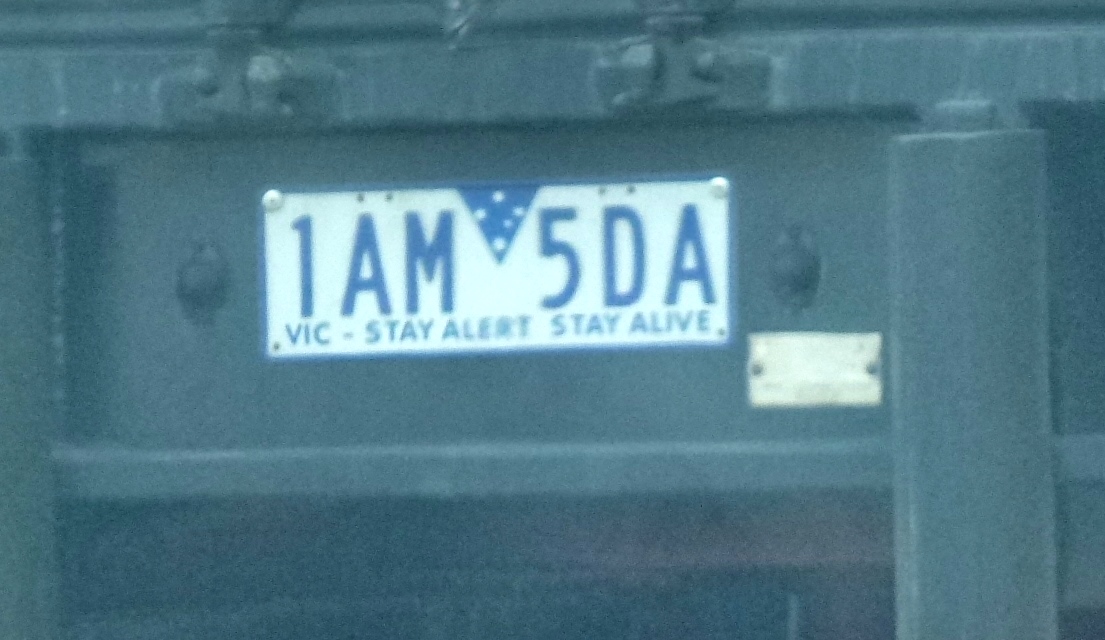 1AM 5DA
VIC - STAY ALERT STAY ALIVE